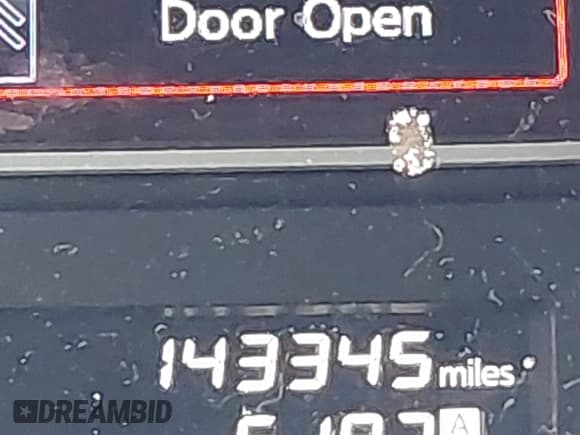 Door Open
143345 miles
A
DREAMBID